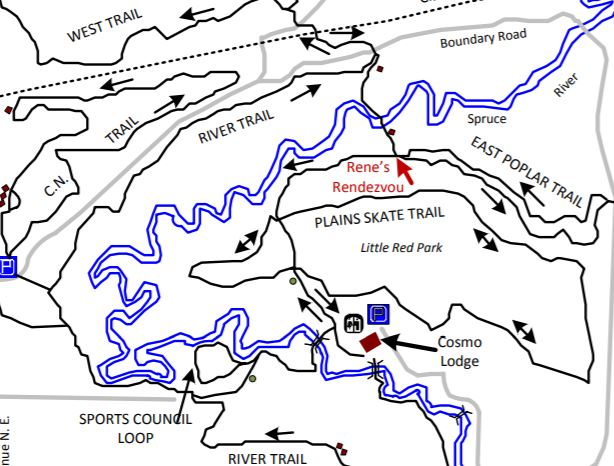 WEST TRAIL
Boundary Road
River
Spruce
RIVER TRAIL
TRAIL
C.N.
EAST POPLAR TRAIL
Rene's
Rendezvou
PLAINS SKATE TRAIL
Little Red Park
P
P
Cosmo
Lodge
SPORTS COUNCIL
LOOP
RIVER TRAIL
nue N. E.